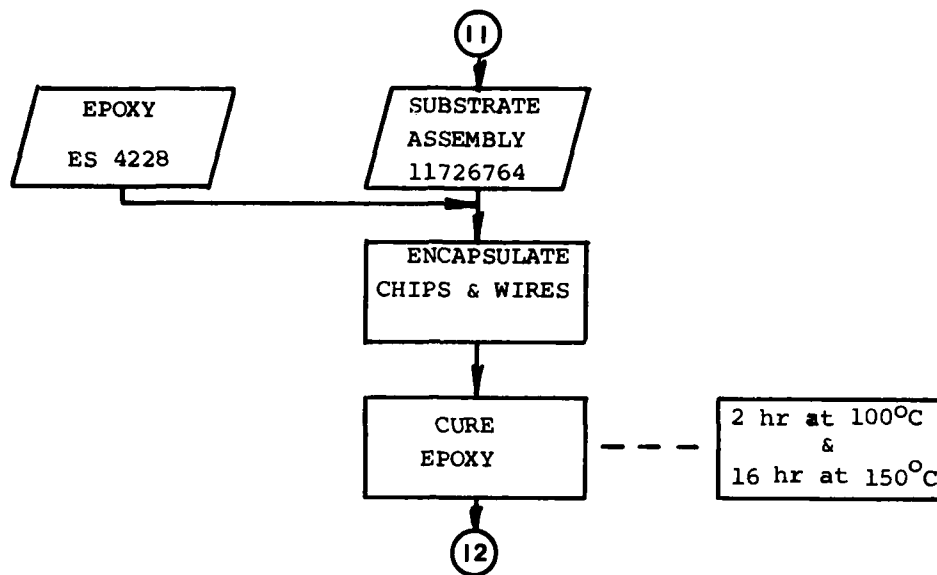 11
EPOXY
ES 4228
SUBSTRATE
ASSEMBLY
11726764
ENCAPSULATE
CHIPS & WIRES
CURE
EPOXY
2 hr at 100°C
&
16 hr at 150°C
12